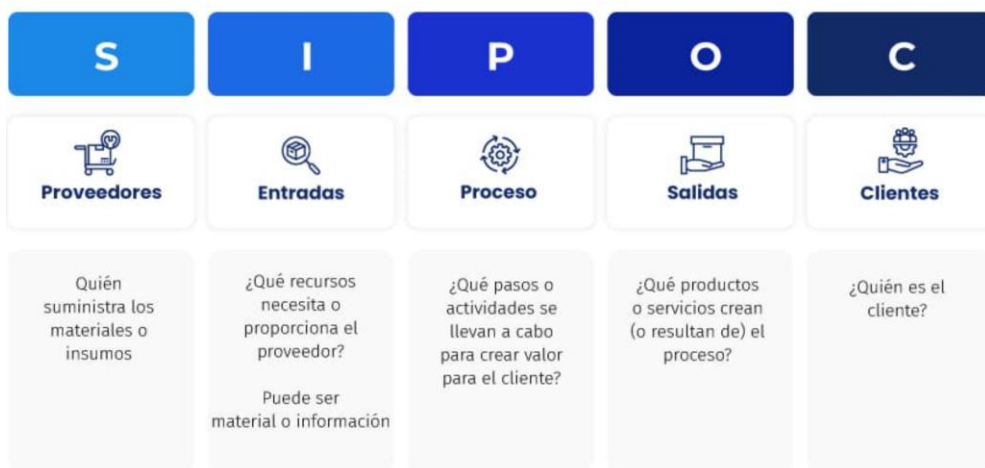 S
I
P
O
C
Proveedores
Entradas
Proceso
Salidas
Clientes
Quién
suministra los
materiales o
insumos
¿Qué recursos
necesita o
proporciona el
proveedor?
Puede ser
material o información
¿Qué pasos o
actividades se
llevan a cabo
para crear valor
para el cliente?
¿Qué productos
o servicios crean
(o resultan de) el
proceso?
¿Quién es el
cliente?